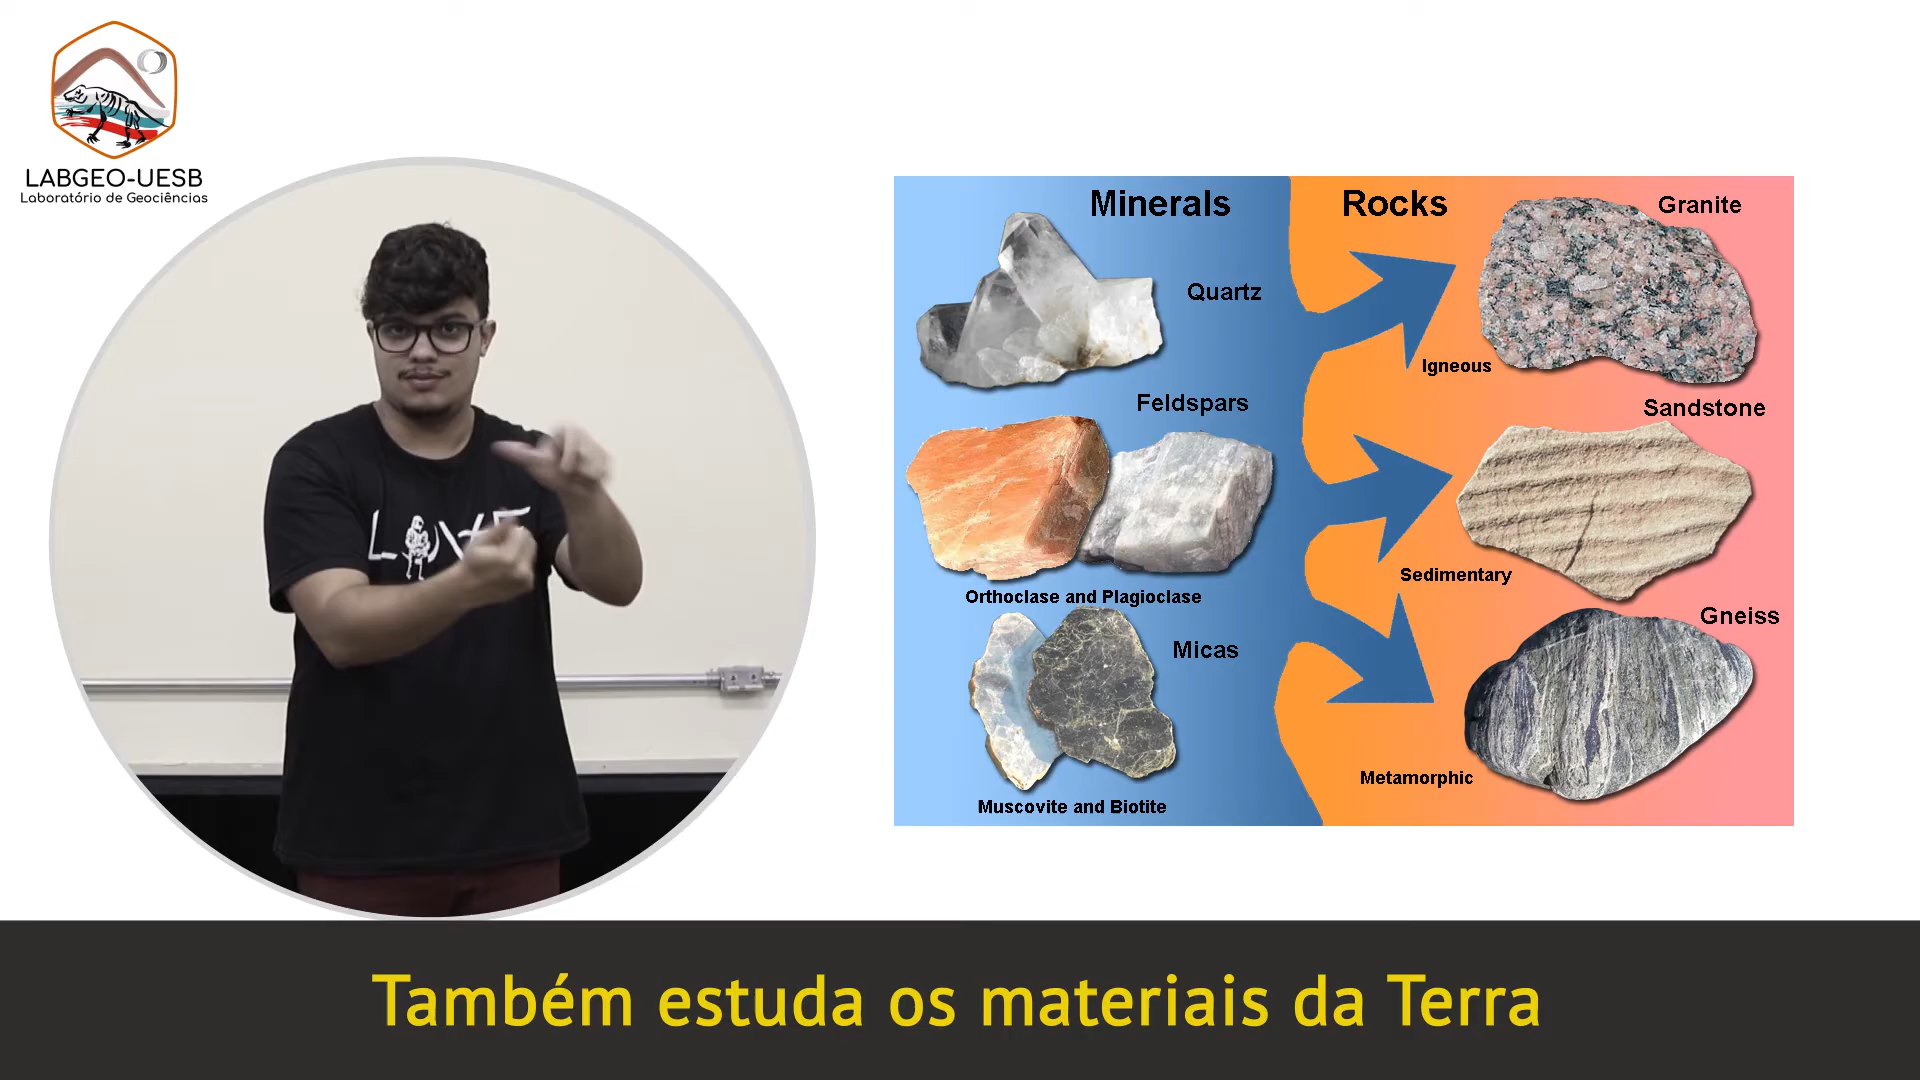 LABGEO-UESB
Laboratório de Geociências
Minerals
Quartz
Feldspars
Orthoclase and Plagioclase
Micas
Muscovite and Biotite
Rocks
Granite
Igneous
Sandstone
Sedimentary
Gneiss
Metamorphic
Também estuda os materiais da Terra